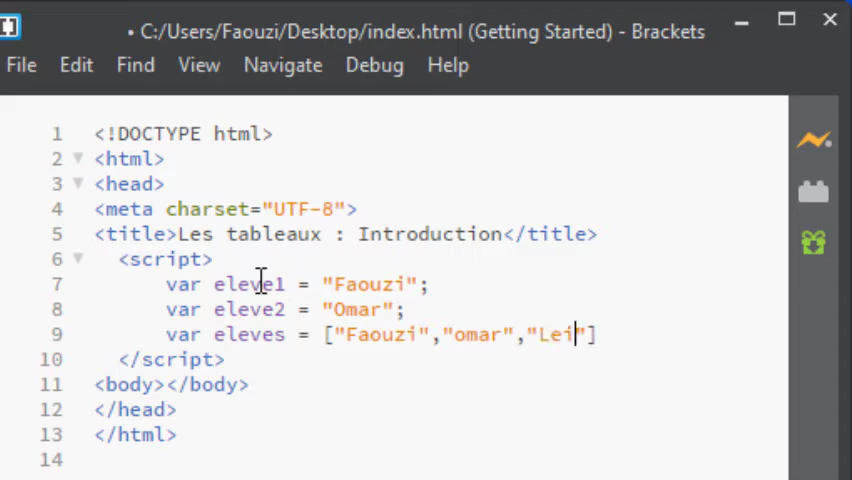 • C:/Users/Faouzi/Desktop/index.html (Getting Started) - Brackets
File Edit Find View Navigate Debug Help
1 <!DOCTYPE html>
2 <html>
3 <head>
4 <meta charset="UTF-8">
5 <title>Les tableaux : Introduction</title>
6 <script>
7 var eleve1 = "Faouzi";
8 var eleve2 = "Omar";
9 var eleves = ["Faouzi","omar","Lei"]
10 </script>
11 <body></body>
12 </head>
13 </html>
14